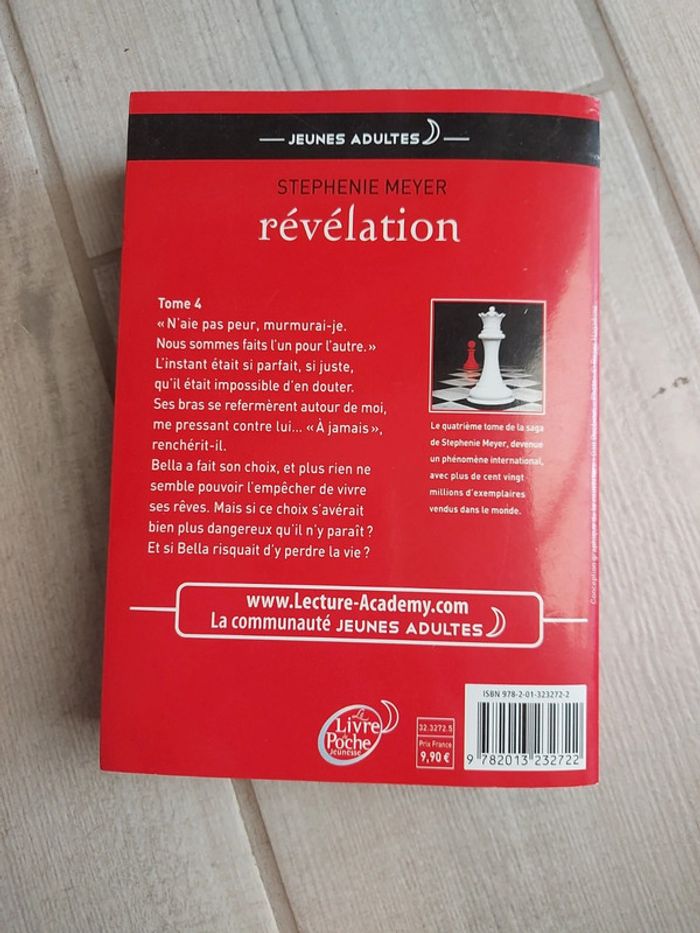 JEUNES ADULTES
STEPHENIE MEYER
révélation
Tome 4
« N'aie pas peur, murmurai-je.
Nous sommes faits l'un pour l'autre. »
L'instant était si parfait, si juste,
qu'il était impossible d'en douter.
Ses bras se refermèrent autour de moi,
me pressant contre lui... « À jamais »,
renchérit-il.
Bella a fait son choix, et plus rien ne
semble pouvoir l'empêcher de vivre
ses rêves. Mais si ce choix s'avérait
bien plus dangereux qu'il n'y paraît ?
Et si Bella risquait d'y perdre la vie ?
Le quatrième tome de la saga
de Stephenie Meyer, devenue
un phénomène international,
avec plus de cent vingt
millions d'exemplaires
vendus dans le monde.
Conception graphique de la
www.Lecture-Academy.com
La communauté JEUNES ADULTES
Le
Livre
de
Poche
Jeunesse
32.3272.5
Prix France
9,90 €
ISBN 978-2-01-323272-2
9 782013 232722